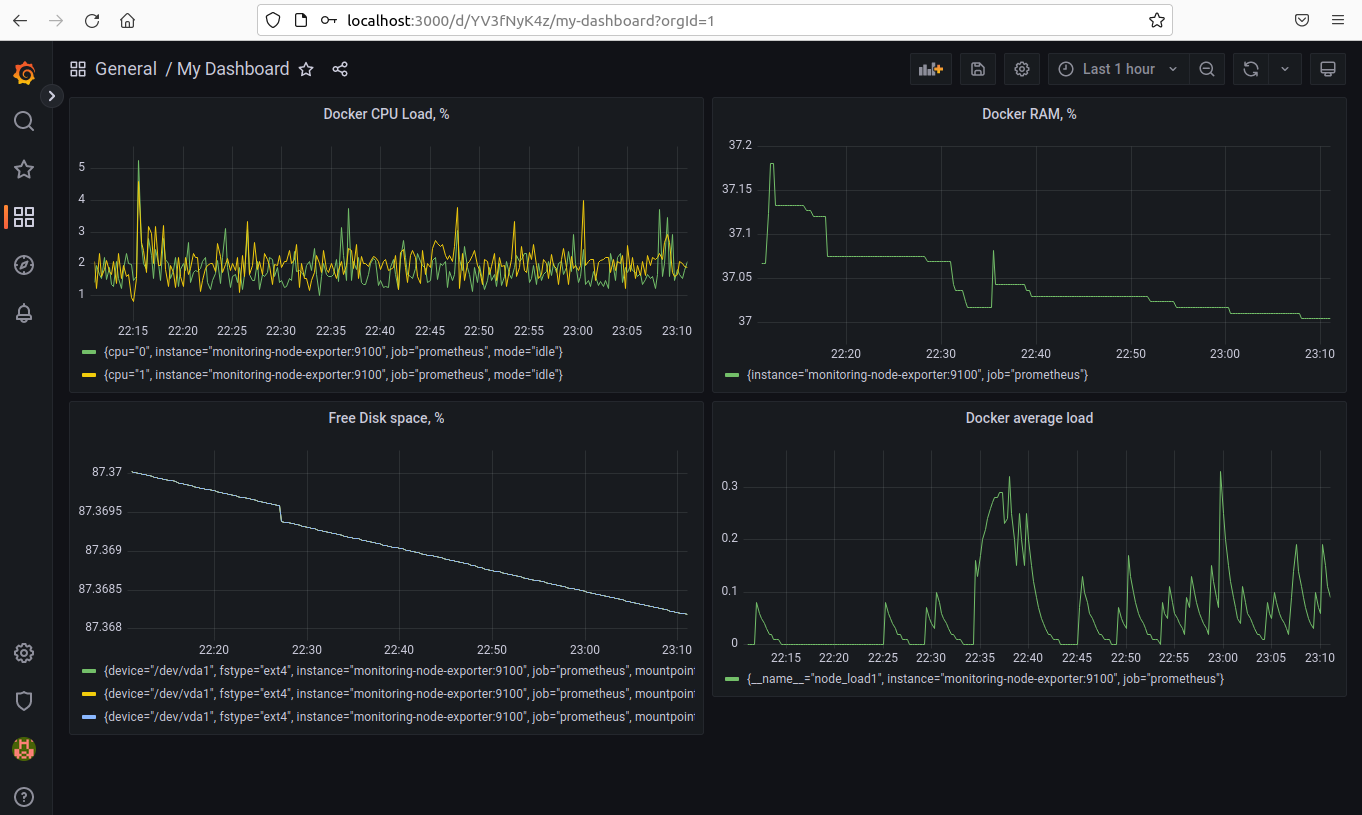 localhost:3000/d/YV3fNyK4z/my-dashboard?orgId=1
General / My Dashboard
Last 1 hour
Docker CPU Load, %
5
4
3
2
1
22:15 22:20 22:25 22:30 22:35 22:40 22:45 22:50 22:55 23:00 23:05 23:10
{cpu="0", instance="monitoring-node-exporter:9100", job="prometheus", mode="idle"}
{cpu="1", instance="monitoring-node-exporter:9100", job="prometheus", mode="idle"}
Docker RAM, %
37.2
37.15
37.1
37.05
37
22:20 22:30 22:40 22:50 23:00 23:10
{instance="monitoring-node-exporter:9100", job="prometheus"}
Free Disk space, %
87.37
87.3695
87.369
87.3685
87.368
22:20 22:30 22:40 22:50 23:00 23:10
{device="/dev/vda1", fstype="ext4", instance="monitoring-node-exporter:9100", job="prometheus", mountpoint
{device="/dev/vda1", fstype="ext4", instance="monitoring-node-exporter:9100", job="prometheus", mountpoint
{device="/dev/vda1", fstype="ext4", instance="monitoring-node-exporter:9100", job="prometheus", mountpoint
Docker average load
0.3
0.2
0.1
0
22:15 22:20 22:25 22:30 22:35 22:40 22:45 22:50 22:55 23:00 23:05 23:10
{__name__="node_load1", instance="monitoring-node-exporter:9100", job="prometheus"}